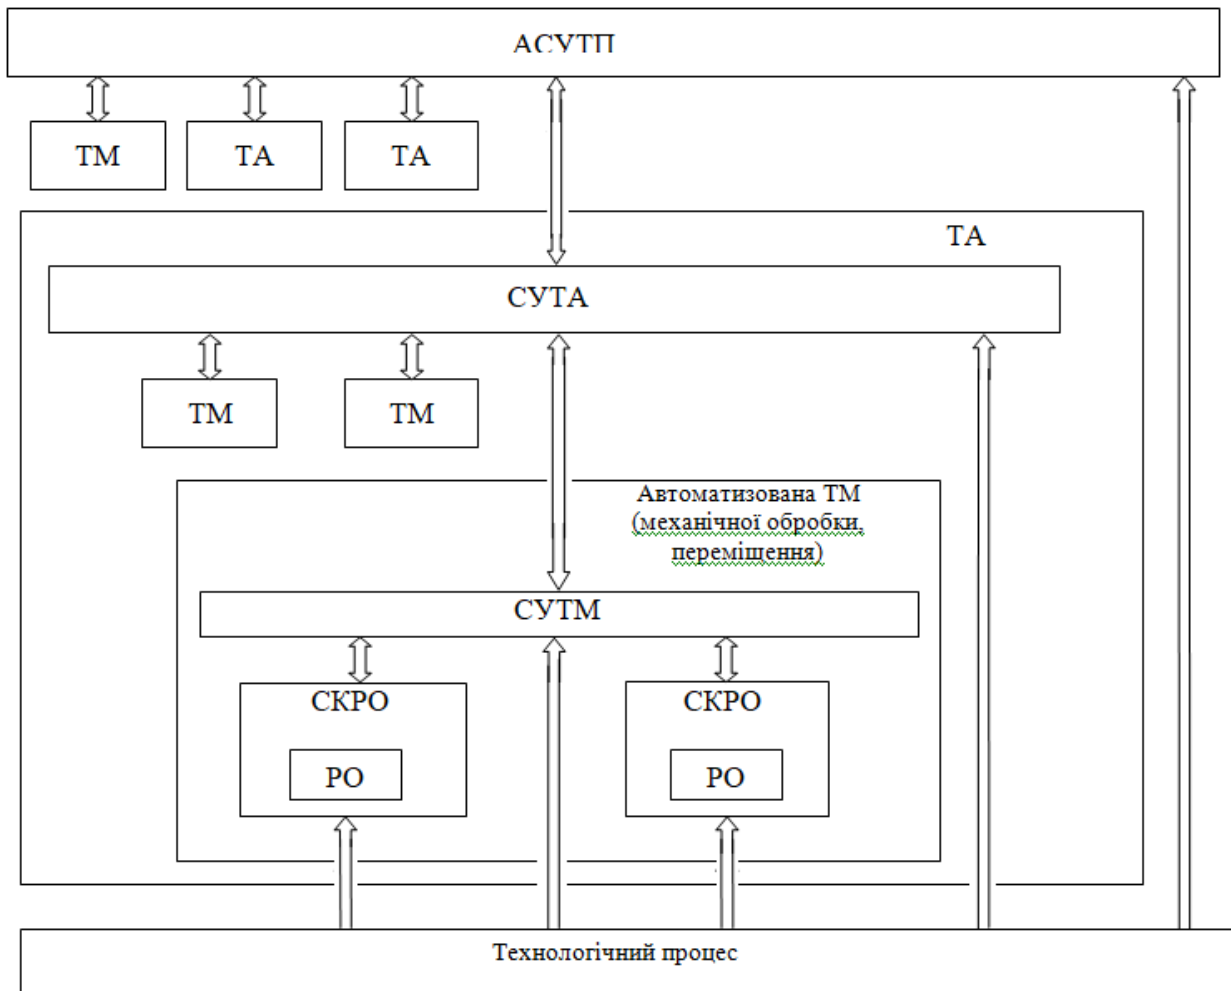 АСУТП
ТМ
ТА
ТА
ТА
СУТА
ТМ
ТМ
Автоматизована ТМ
(механічної обробки,
переміщення)
СУТМ
СКРО
СКРО
РО
РО
Технологічний процес